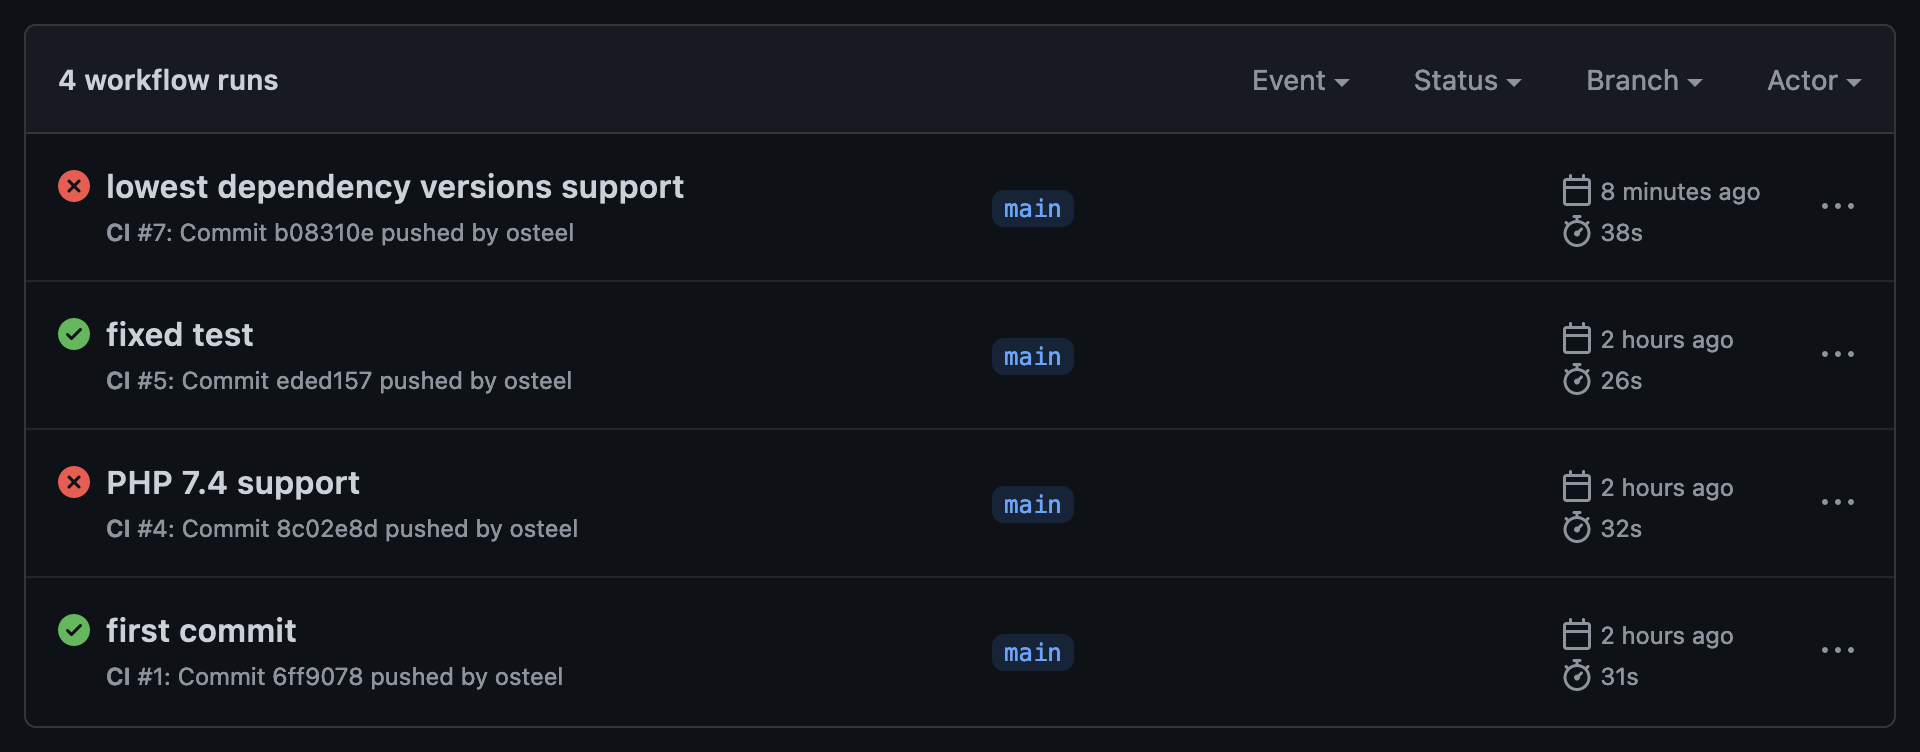 4 workflow runs
Event
Status
Branch
Actor
lowest dependency versions support
CI #7: Commit b08310e pushed by osteel
main
8 minutes ago
38s
fixed test
CI #5: Commit eded157 pushed by osteel
main
2 hours ago
26s
PHP 7.4 support
CI #4: Commit 8c02e8d pushed by osteel
main
2 hours ago
32s
first commit
CI #1: Commit 6ff9078 pushed by osteel
main
2 hours ago
31s